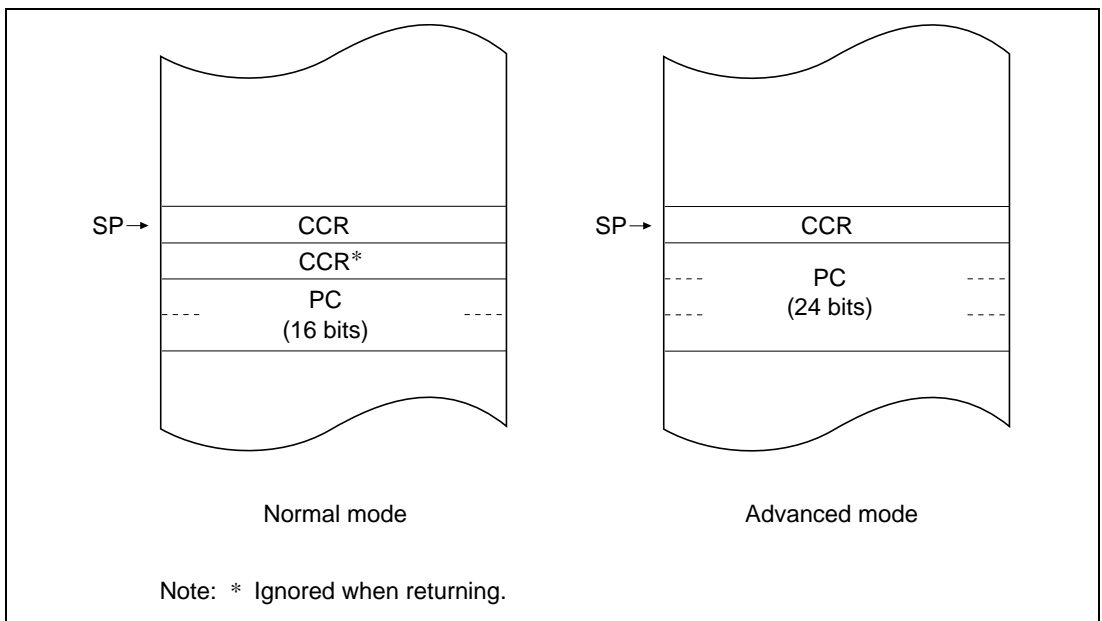 SP→ CCR
CCR*
PC
(16 bits)
Normal mode
SP→ CCR
PC
(24 bits)
Advanced mode
Note: * Ignored when returning.